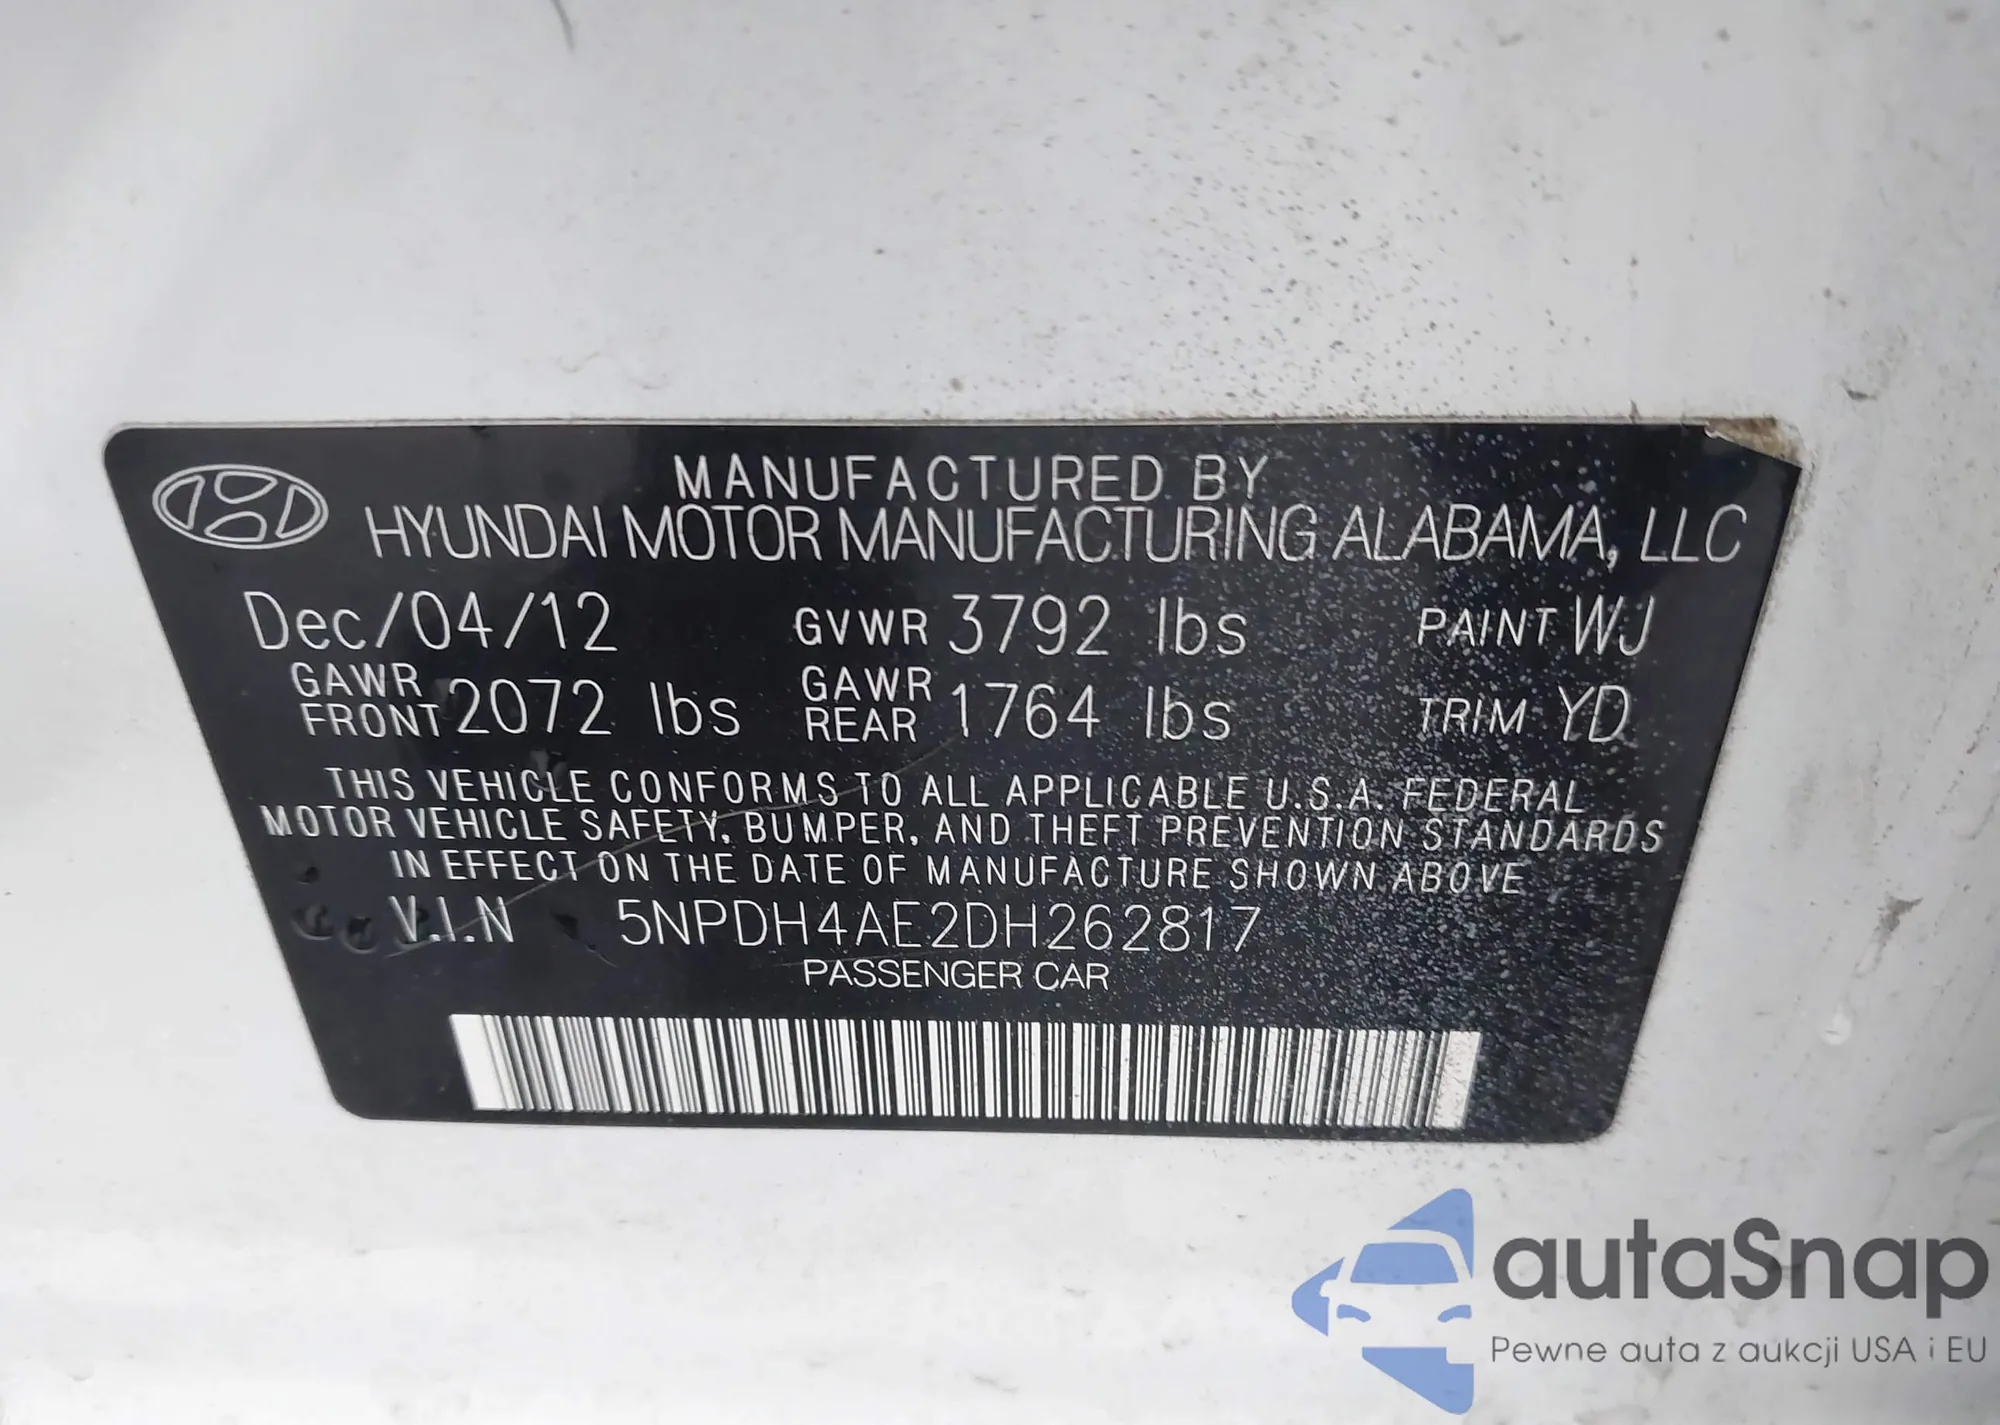 MANUFACTURED BY
HYUNDAI MOTOR MANUFACTURING ALABAMA, LLC
Dec/04/12 GVWR 3792 lbs PAINT WJ
GAWR FRONT 2072 lbs GAWR REAR 1764 lbs TRIM YD
THIS VEHICLE CONFORMS TO ALL APPLICABLE U.S.A. FEDERAL
MOTOR VEHICLE SAFETY, BUMPER, AND THEFT PREVENTION STANDARDS
IN EFFECT ON THE DATE OF MANUFACTURE SHOWN ABOVE
V.I.N 5NPDH4AE2DH262817
PASSENGER CAR
autaSnap
Pewne auta z aukcji USA i EU